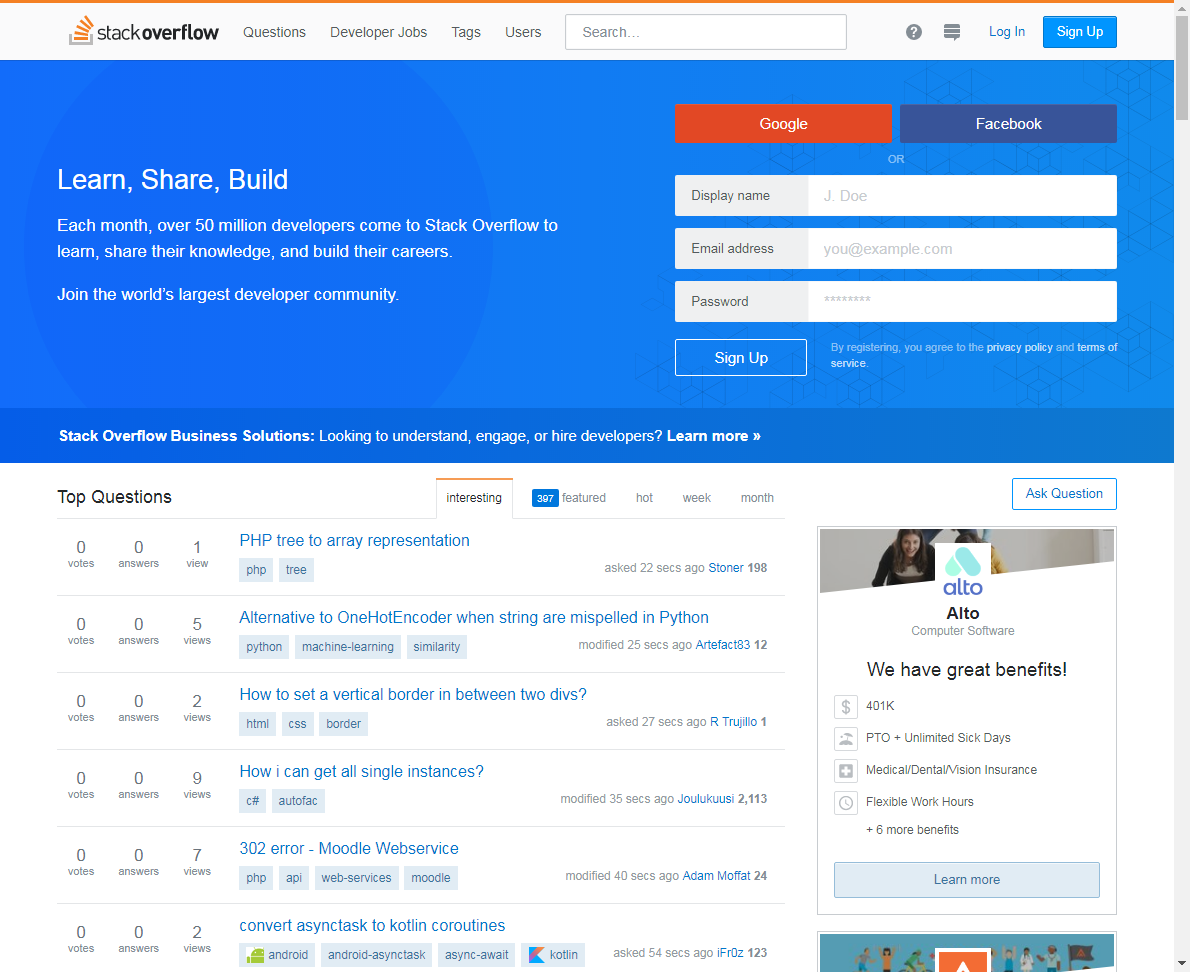 stackoverflow Questions Developer Jobs Tags Users Search… ? Log In Sign Up
Google Facebook
OR
Learn, Share, Build
Each month, over 50 million developers come to Stack Overflow to
learn, share their knowledge, and build their careers.
Join the world’s largest developer community.
Display name J. Doe
Email address you@example.com
Password ********
Sign Up
By registering, you agree to the privacy policy and terms of
service.
Stack Overflow Business Solutions: Looking to understand, engage, or hire developers? Learn more »
Top Questions interesting 397 featured hot week month
0 votes 0 answers 1 view
PHP tree to array representation
php tree
asked 22 secs ago Stoner 198
0 votes 0 answers 5 views
Alternative to OneHotEncoder when string are mispelled in Python
python machine-learning similarity
modified 25 secs ago Artefact83 12
0 votes 0 answers 2 views
How to set a vertical border in between two divs?
html css border
asked 27 secs ago R Trujillo 1
0 votes 0 answers 9 views
How i can get all single instances?
c# autofac
modified 35 secs ago Joulukuusi 2,113
0 votes 0 answers 7 views
302 error - Moodle Webservice
php api web-services moodle
modified 40 secs ago Adam Moffat 24
0 votes 0 answers 2 views
convert asynctask to kotlin coroutines
android android-asynctask async-await kotlin
asked 54 secs ago iFr0z 123
Ask Question
alto
Alto
Computer Software
We have great benefits!
$ 401K
PTO + Unlimited Sick Days
Medical/Dental/Vision Insurance
Flexible Work Hours
+ 6 more benefits
Learn more